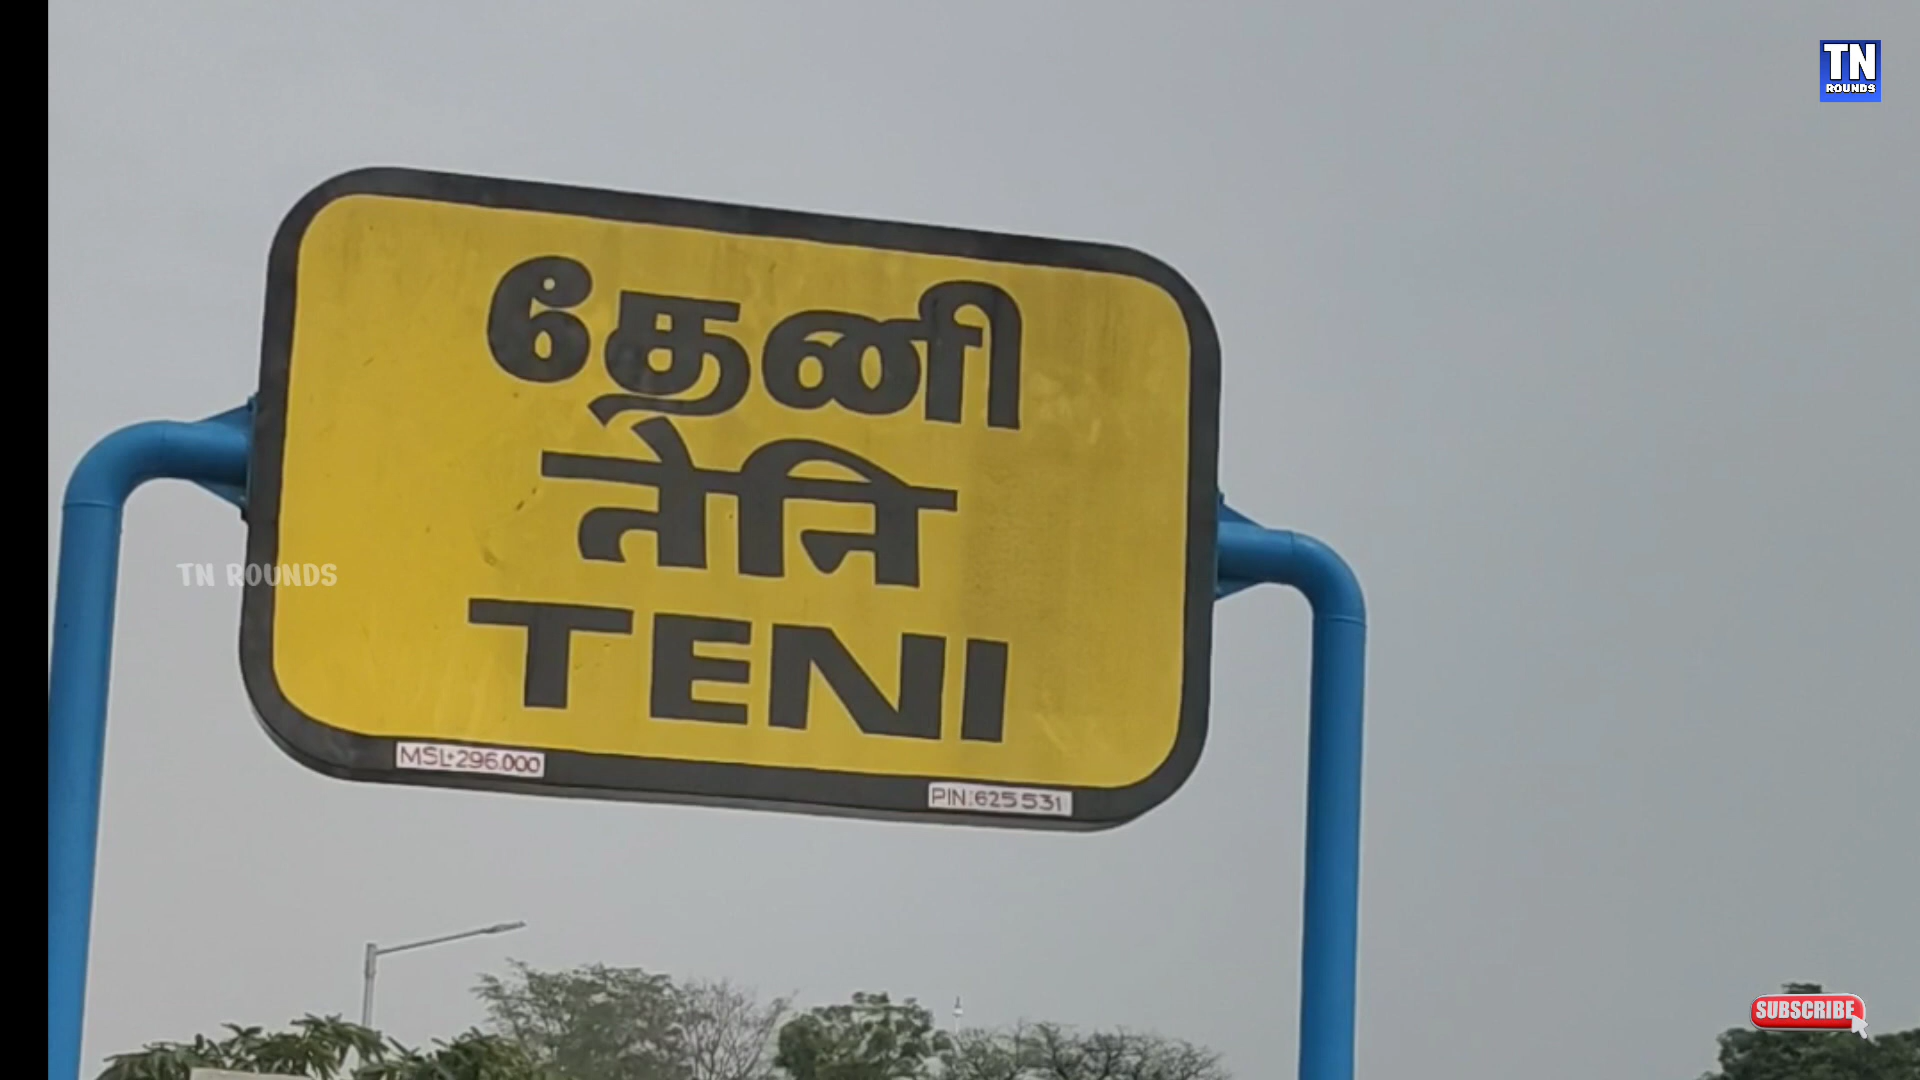 TN
ROUNDS
தேனி
तेनि
TENI
TN ROUNDS
MSL+296.000
PIN:625 531
SUBSCRIBE